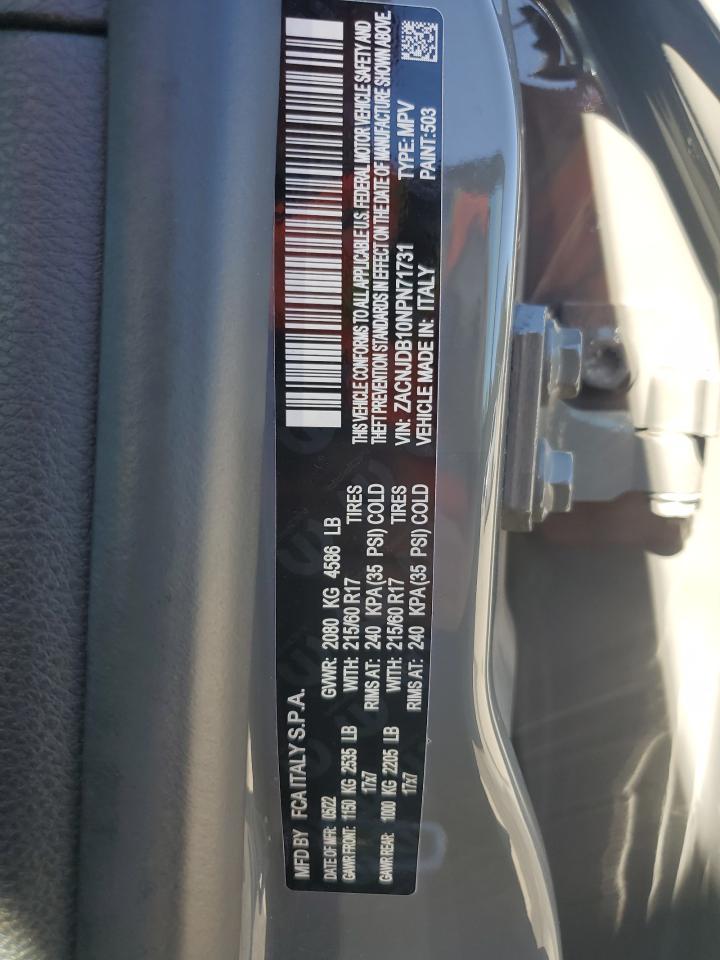 MFD BY FCA ITALY S.P.A.
DATE OF MFR: 05/22 GVWR: 2080 KG 4586 LB
GAWR FRONT: 1150 KG 2535 LB WITH: 215/60 R17 TIRES
17x7 RIMS AT: 240 KPA (35 PSI) COLD
GAWR REAR: 1000 KG 2205 LB WITH: 215/60 R17 TIRES
17x7 RIMS AT: 240 KPA (35 PSI) COLD
THIS VEHICLE CONFORMS TO ALL APPLICABLE U.S. FEDERAL MOTOR VEHICLE SAFETY AND
THEFT PREVENTION STANDARDS IN EFFECT ON THE DATE OF MANUFACTURE SHOWN ABOVE.
VIN: ZACNJDB10NPN71731 TYPE: MPV
VEHICLE MADE IN: ITALY PAINT: 503